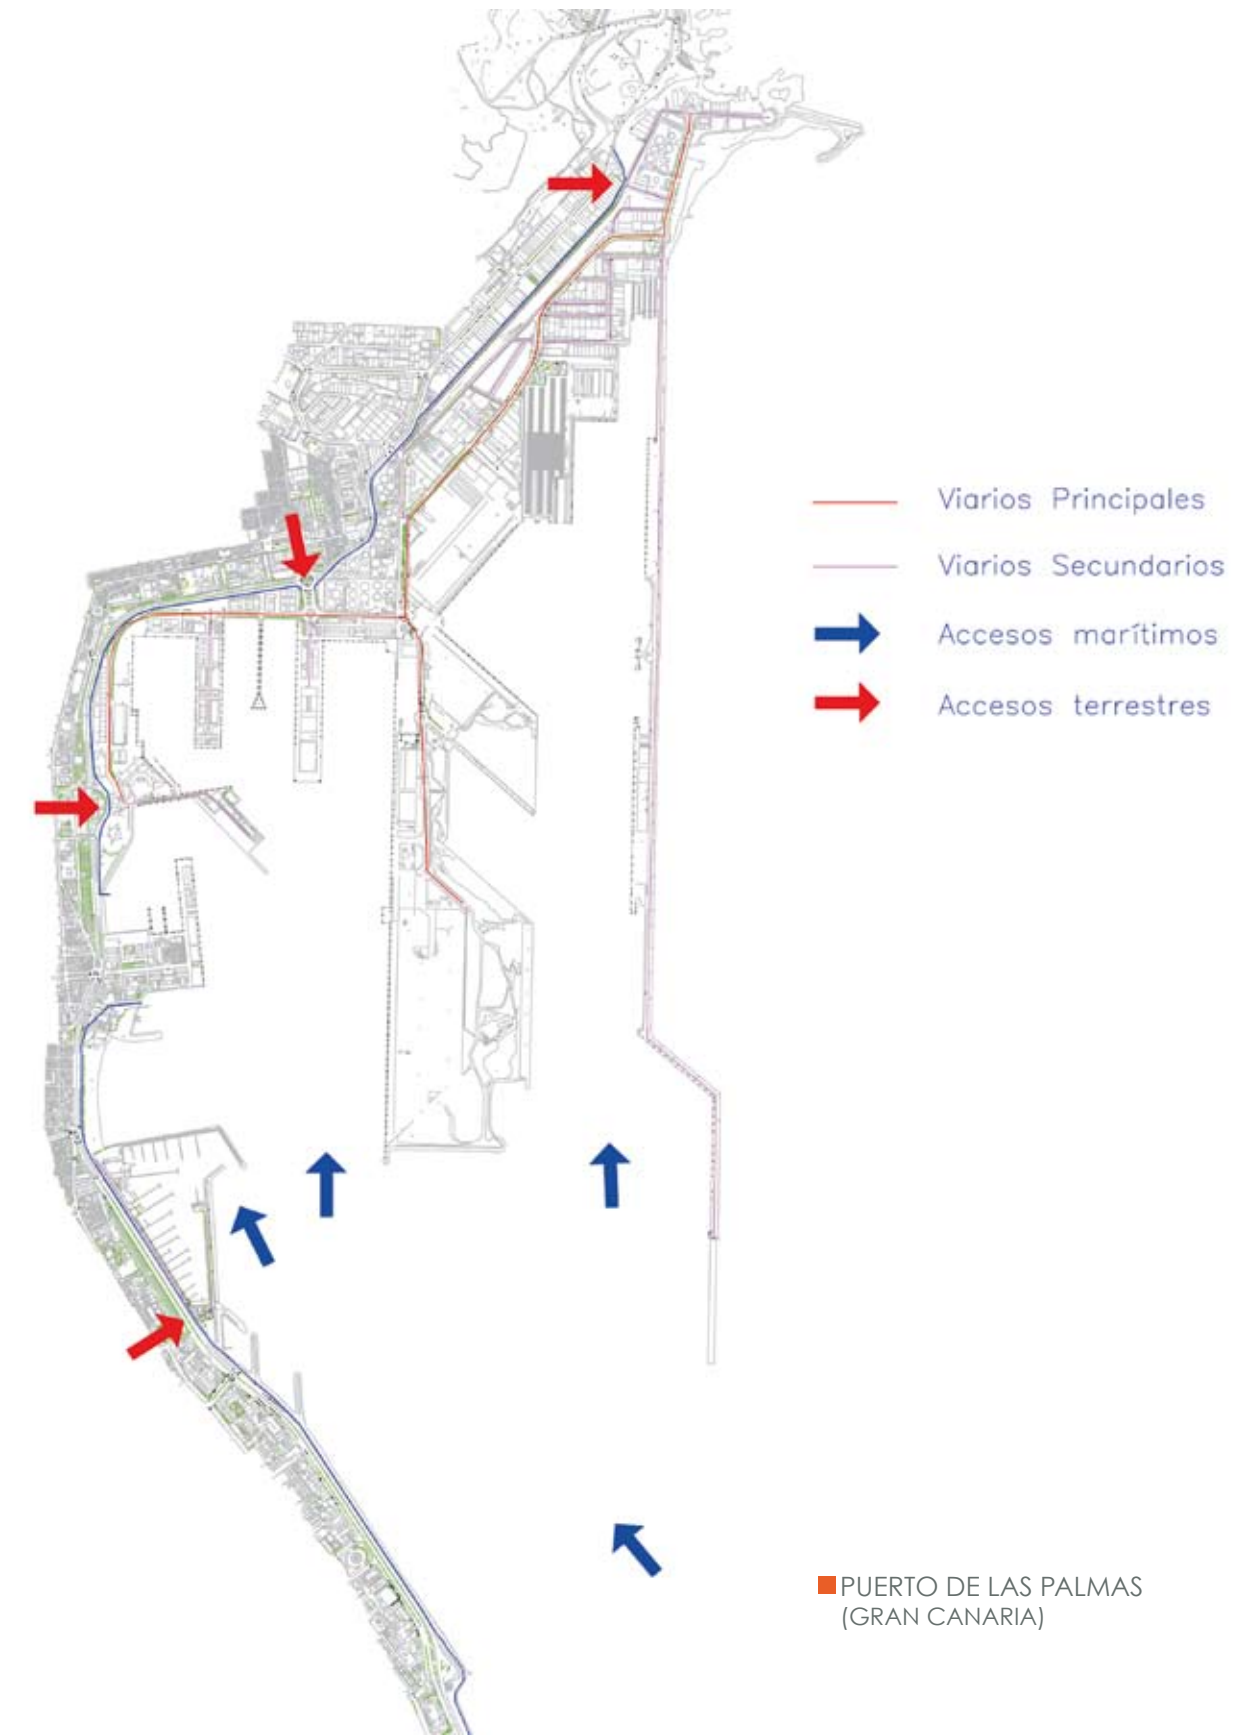 Viarios Principales
Viarios Secundarios
Accesos marítimos
Accesos terrestres
PUERTO DE LAS PALMAS
(GRAN CANARIA)